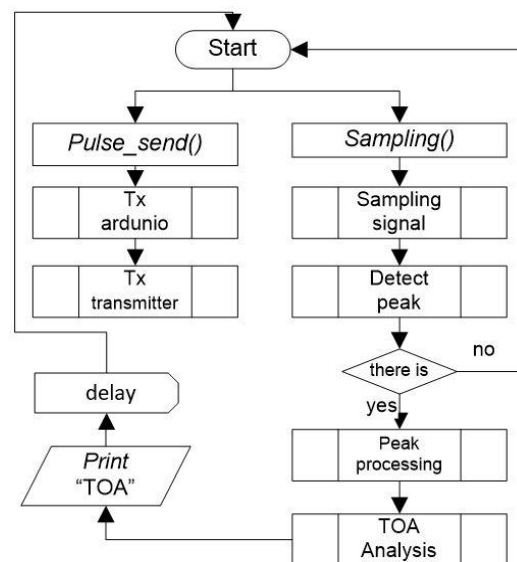 Start
Pulse_send()
Sampling()
Tx
ardunio
Sampling
signal
Tx
transmitter
Detect
peak
there is
no
yes
delay
Print
“TOA”
Peak
processing
TOA
Analysis